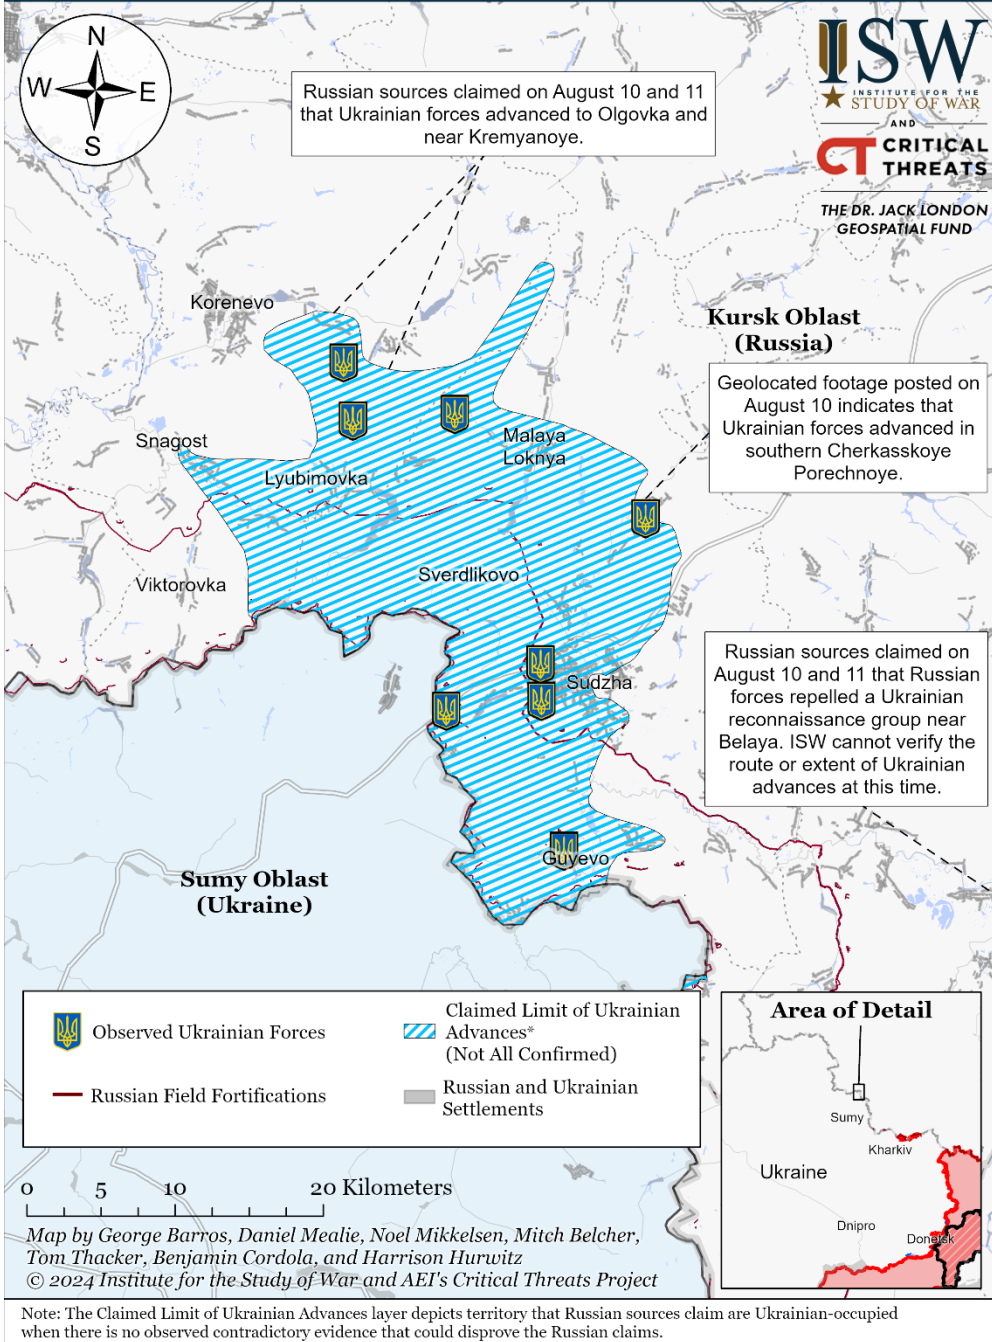 N
W
E
S
Russian sources claimed on August 10 and 11
that Ukrainian forces advanced to Olgovka and
near Kremyanoye.
ISW
INSTITUTE FOR THE
STUDY OF WAR
AND
CT CRITICAL
THREATS
THE DR. JACK LONDON
GEOSPATIAL FUND
Korenevo
Kursk Oblast
(Russia)
Geolocated footage posted on
August 10 indicates that
Ukrainian forces advanced in
southern Cherkasskoye
Porechnoye.
Snagost
Malaya
Loknya
Lyubimovka
Viktorovka
Sverdlikovo
Sudzha
Russian sources claimed on
August 10 and 11 that Russian
forces repelled a Ukrainian
reconnaissance group near
Belaya. ISW cannot verify the
route or extent of Ukrainian
advances at this time.
Guyevo
Sumy Oblast
(Ukraine)
Observed Ukrainian Forces
Claimed Limit of Ukrainian
Advances*
(Not All Confirmed)
Russian Field Fortifications
Russian and Ukrainian
Settlements
Area of Detail
Sumy
Kharkiv
Ukraine
Dnipro
Donetsk
0 5 10 20 Kilometers
Map by George Barros, Daniel Mealie, Noel Mikkelsen, Mitch Belcher,
Tom Thacker, Benjamin Cordola, and Harrison Hurwitz
© 2024 Institute for the Study of War and AEI's Critical Threats Project
Note: The Claimed Limit of Ukrainian Advances layer depicts territory that Russian sources claim are Ukrainian-occupied
when there is no observed contradictory evidence that could disprove the Russian claims.